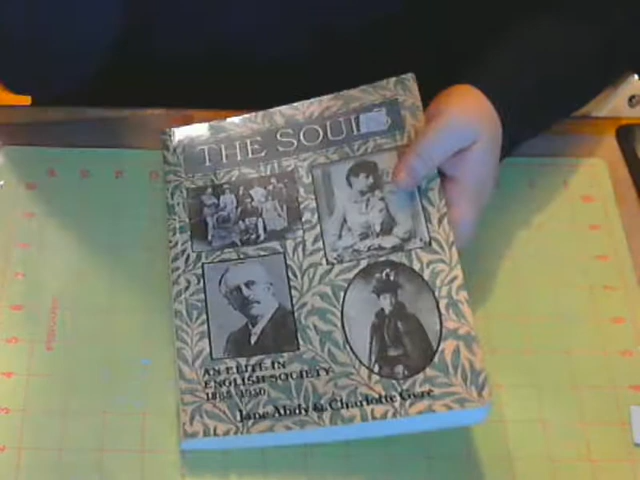 THE SOULS
AN ELITE IN
ENGLISH SOCIETY
1885-1930
Jane Abdy & Charlotte Gere